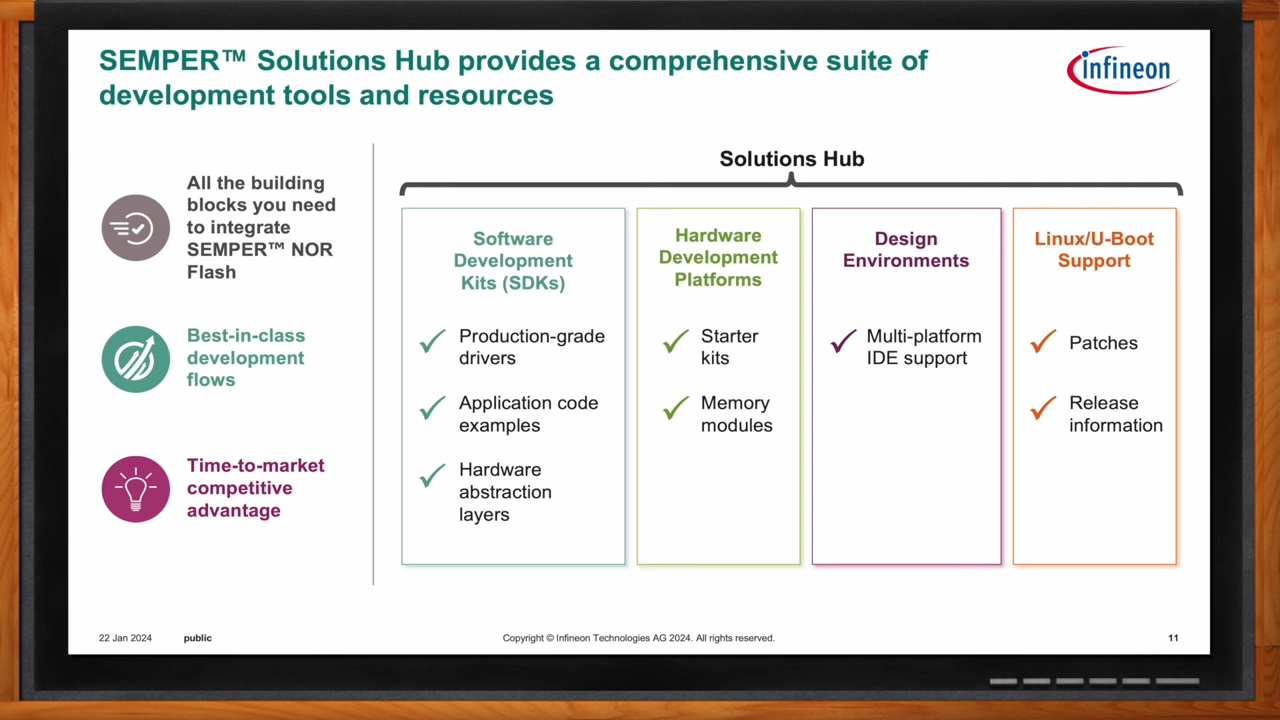 SEMPER™ Solutions Hub provides a comprehensive suite of
development tools and resources
infineon
All the building
blocks you need
to integrate
SEMPER™ NOR
Flash
Best-in-class
development
flows
Time-to-market
competitive
advantage
Solutions Hub
Software
Development
Kits (SDKs)
Production-grade
drivers
Application code
examples
Hardware
abstraction
layers
Hardware
Development
Platforms
Starter
kits
Memory
modules
Design
Environments
Multi-platform
IDE support
Linux/U-Boot
Support
Patches
Release
information
22 Jan 2024
public
Copyright © Infineon Technologies AG 2024. All rights reserved.
11